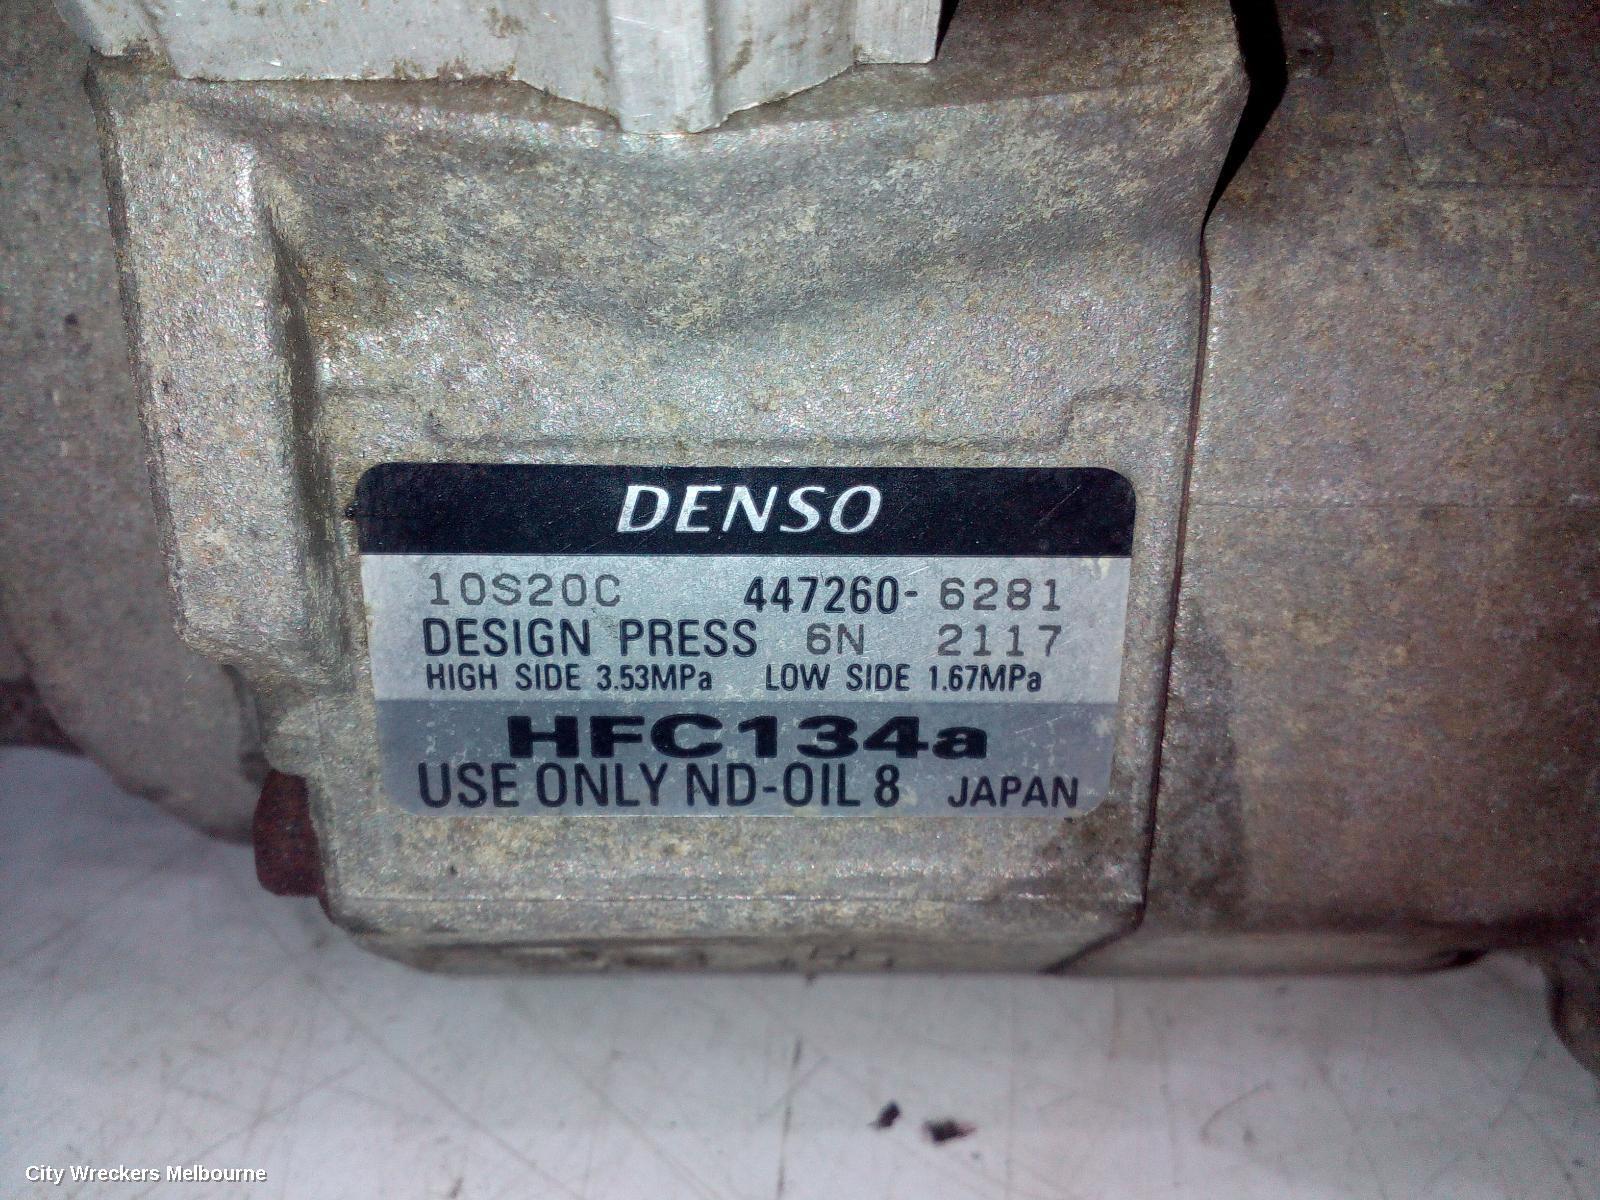 DENSO
10S20C 447260-6281
DESIGN PRESS 6N 2117
HIGH SIDE 3.53MPa LOW SIDE 1.67MPa
HFC134a
USE ONLY ND-OIL 8 JAPAN
City Wreckers Melbourne